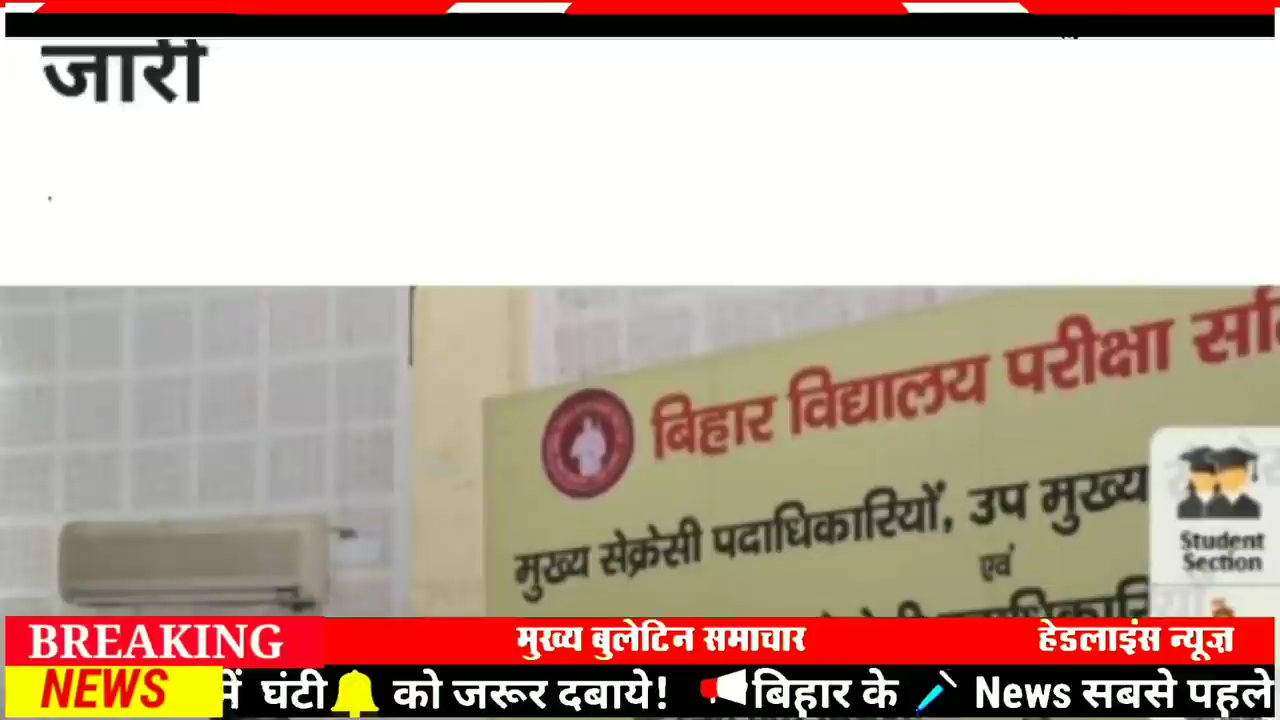 जारी
बिहार विद्यालय परीक्षा
मुख्य सेक्रेसी पदाधिकारियों, उप मुख्य
एवं
Student
Section
BREAKING
NEWS
मुख्य बुलेटिन समाचार
हेडलाइंस न्यूज़
में घंटी🔔 को जरूर दबाये! 📢बिहार के 🖊 News सबसे पहले